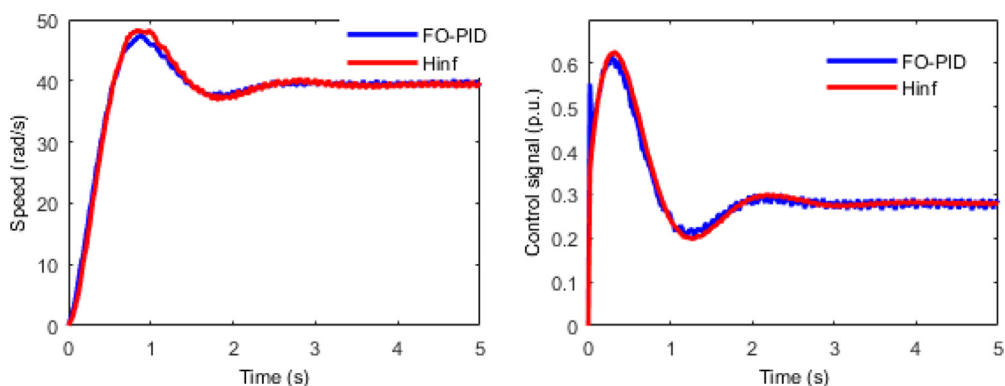 50
40
30
20
10
0
Speed (rad/s)
FO-PID
Hinf
0 1 2 3 4 5
Time (s)
0.6
0.5
0.4
0.3
0.2
0.1
0
Control signal (p.u.)
FO-PID
Hinf
0 1 2 3 4 5
Time (s)